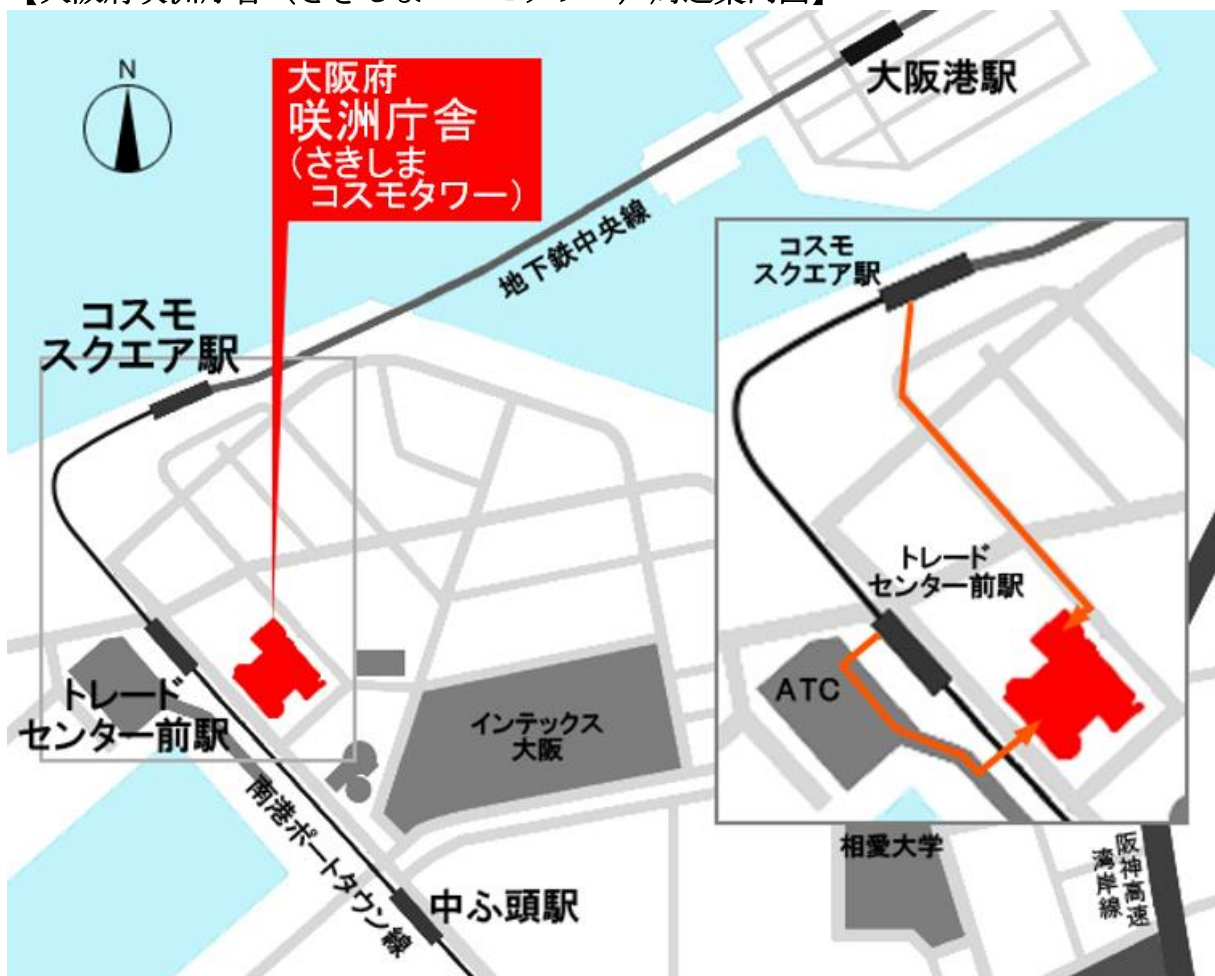 N
大阪府
咲洲庁舎
(さきしま
コスモタワー)
大阪港駅
地下鉄中央線
コスモ
スクエア駅
コスモ
スクエア駅
トレード
センター前駅
ATC
トレード
センター前駅
インテックス
大阪
南港ポートタウン線
中ふ頭駅
相愛大学
阪神高速
湾岸線